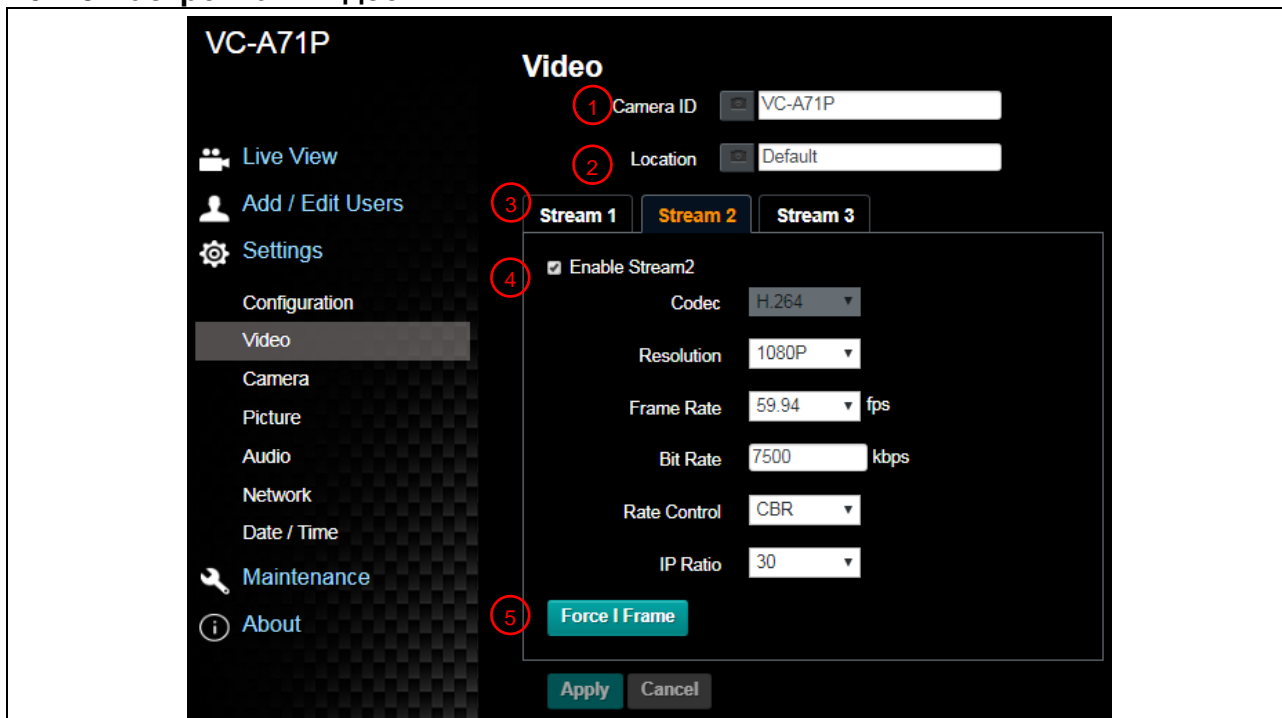 VC-A71P
Live View
Add / Edit Users
Settings
Configuration
Video
Camera
Picture
Audio
Network
Date / Time
Maintenance
About
Video
1 Camera ID VC-A71P
2 Location Default
3 Stream 1 Stream 2 Stream 3
4 Enable Stream2
Codec H.264
Resolution 1080P
Frame Rate 59.94 fps
Bit Rate 7500 kbps
Rate Control CBR
IP Ratio 30
5 Force I Frame
Apply Cancel